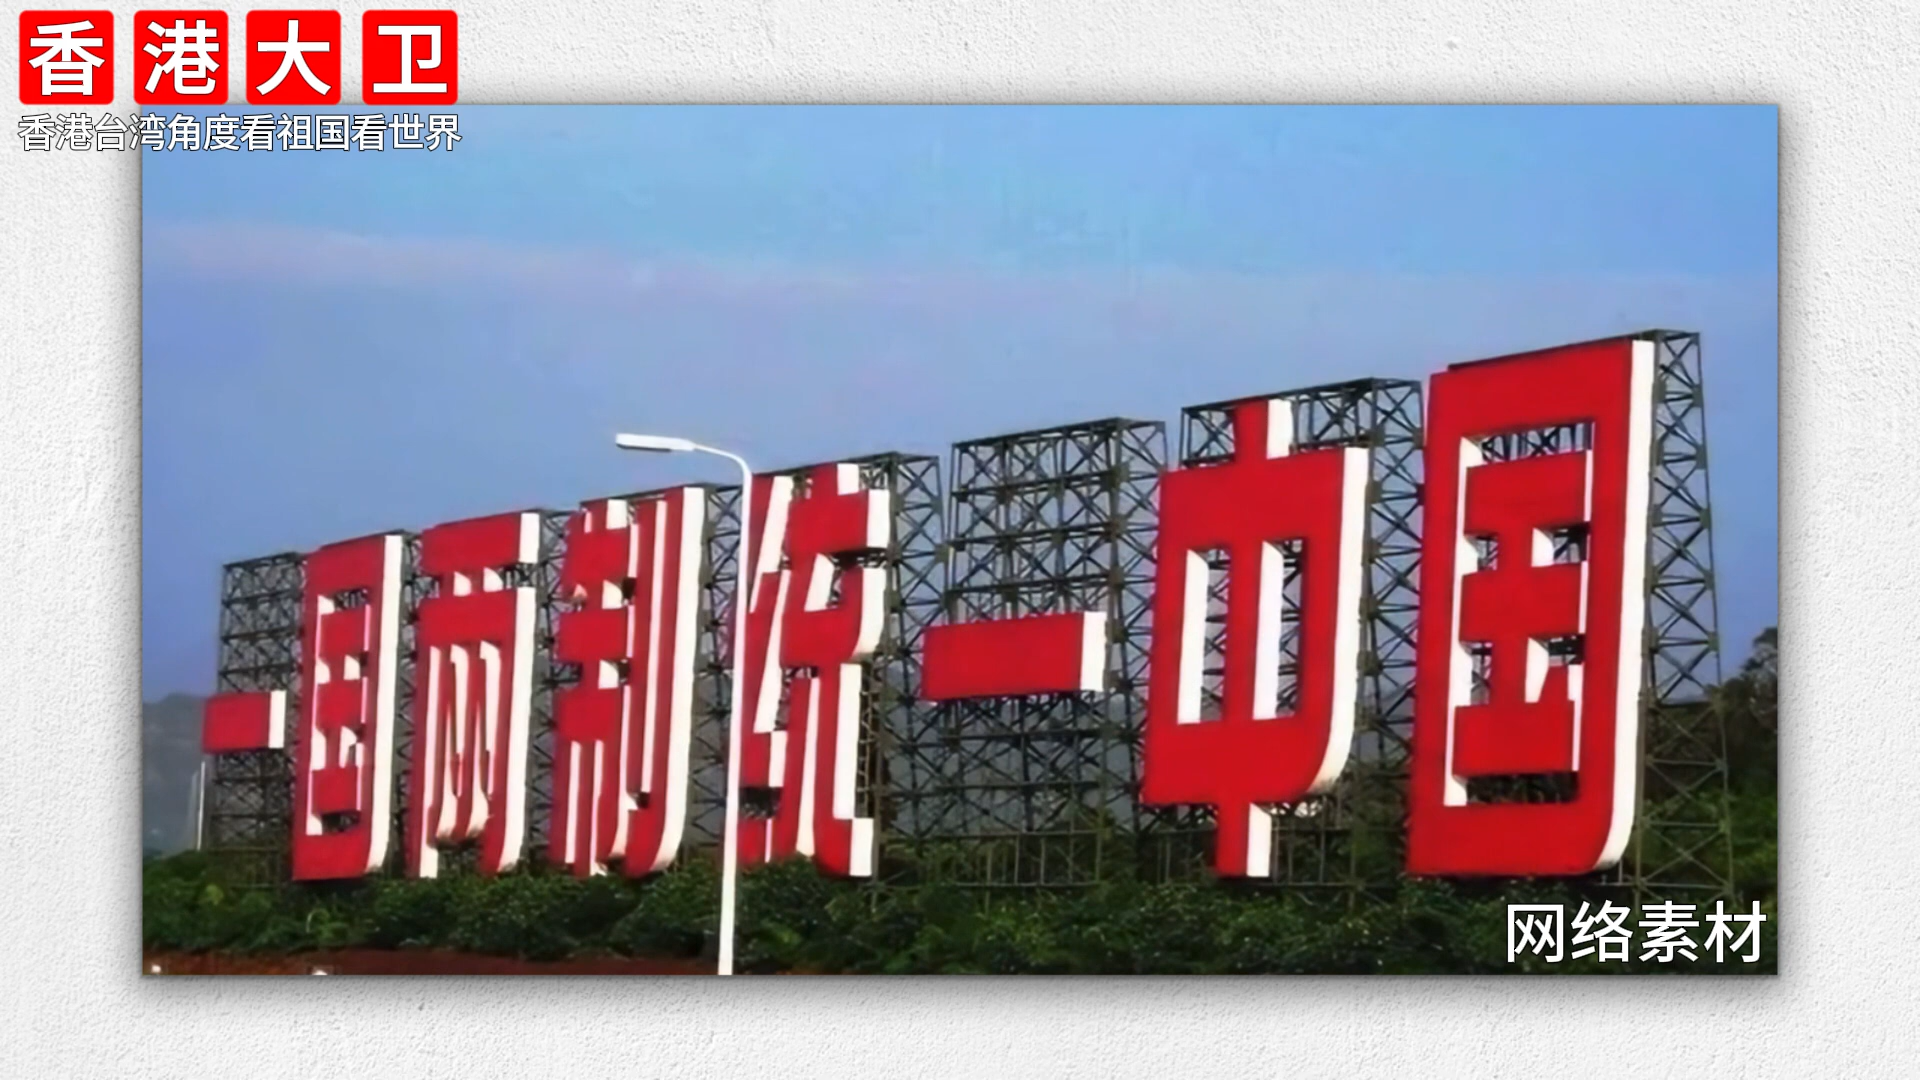 香港大卫
香港台湾角度看祖国看世界
一国两制统一中国
网络素材